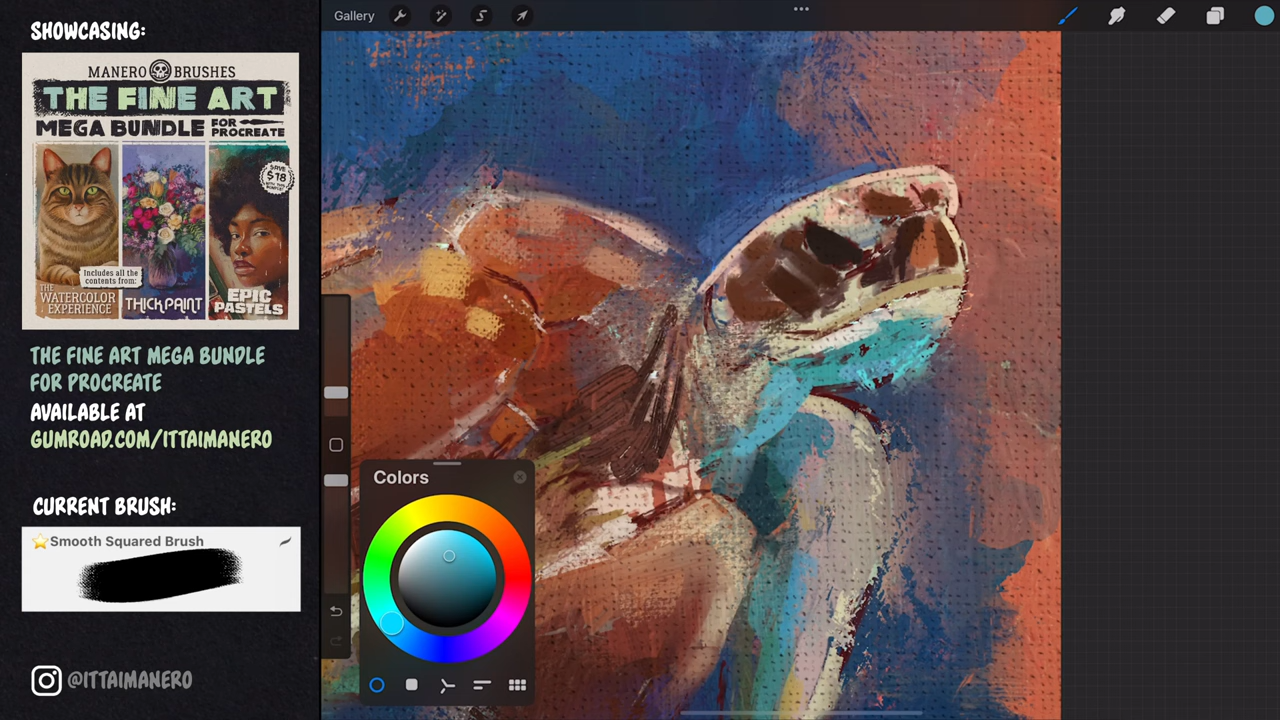 SHOWCASING:
MANERO BRUSHES
THE FINE ART
MEGA BUNDLE FOR PROCREATE
SAVE $78
Includes all the contents from:
THE WATERCOLOR EXPERIENCE
THICK PAINT
EPIC PASTELS
THE FINE ART MEGA BUNDLE
FOR PROCREATE
AVAILABLE AT
GUMROAD.COM/ITTAIMANERO
CURRENT BRUSH:
Smooth Squared Brush
@ITTAIMANERO
Gallery
Colors